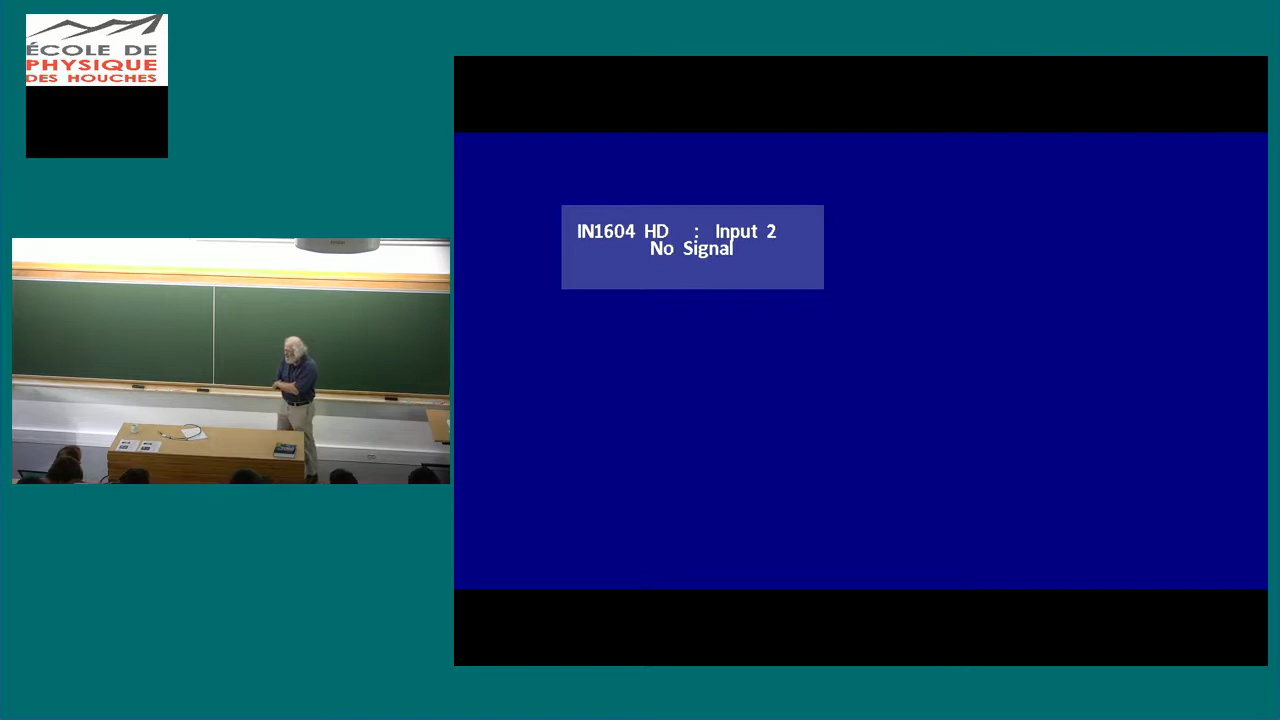 ÉCOLE DE
PHYSIQUE
DES HOUCHES
IN1604 HD : Input 2
No Signal